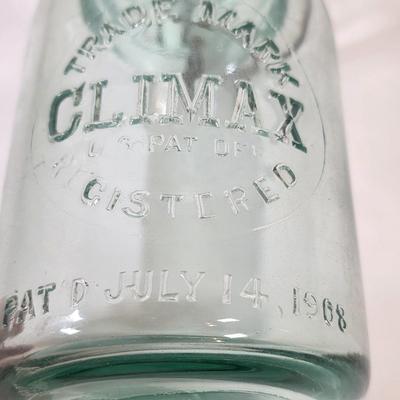 TRADE MARK
CLIMAX
U.S. PAT OFF
REGISTERED
PAT'D JULY 14, 1908